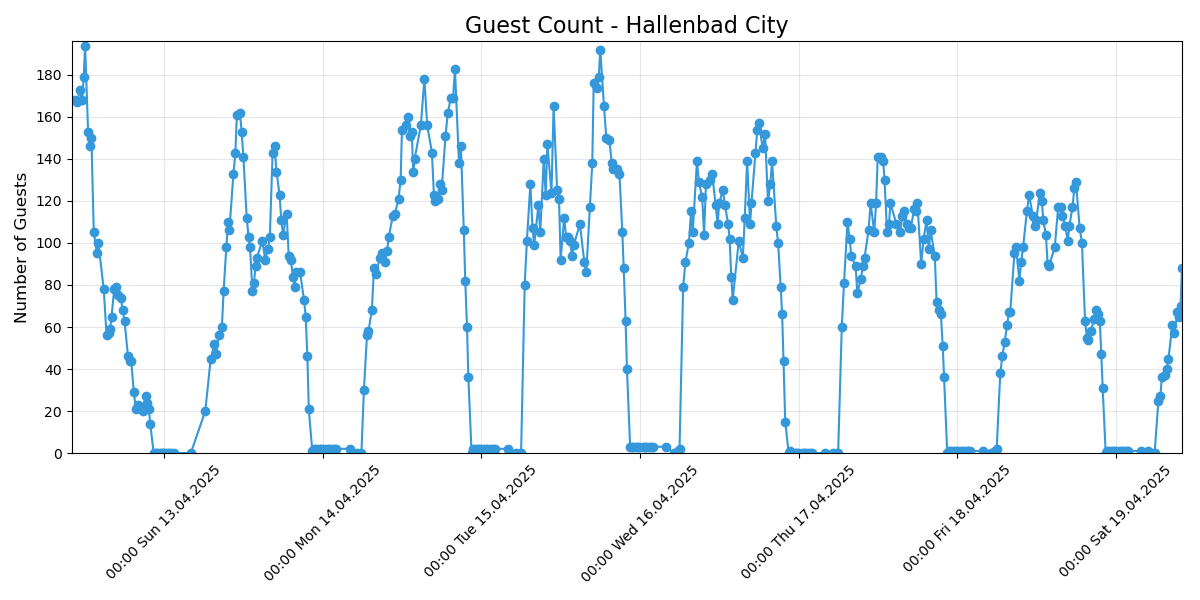 Guest Count - Hallenbad City
Number of Guests
180
160
140
120
100
80
60
40
20
0
00:00 Sun 13.04.2025
00:00 Mon 14.04.2025
00:00 Tue 15.04.2025
00:00 Wed 16.04.2025
00:00 Thu 17.04.2025
00:00 Fri 18.04.2025
00:00 Sat 19.04.2025